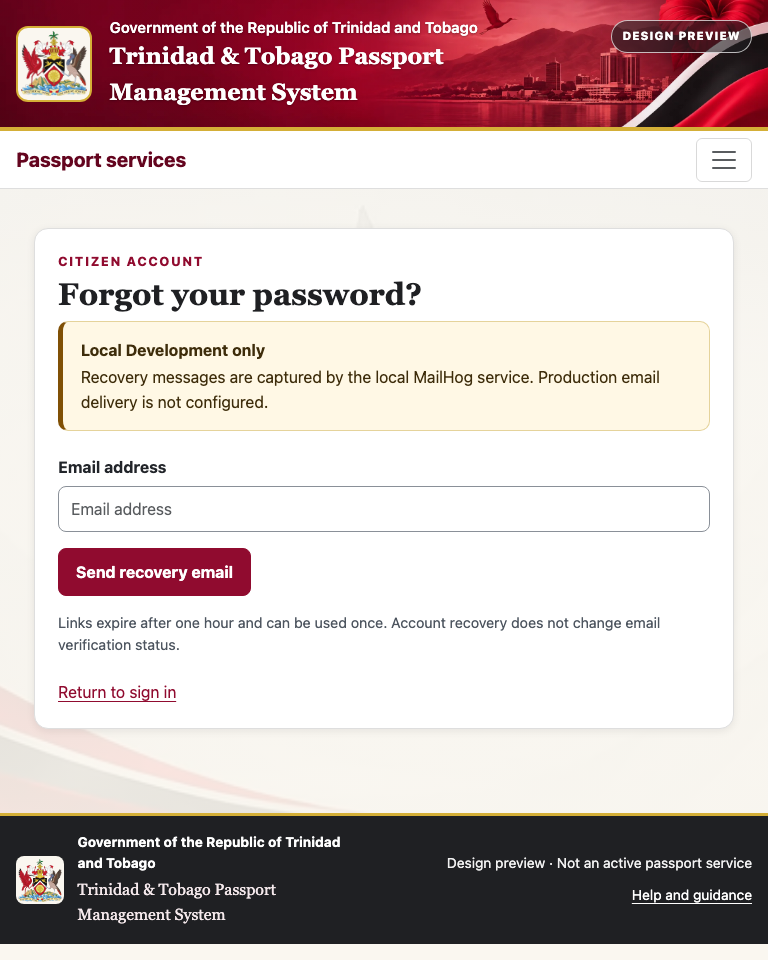 Government of the Republic of Trinidad and Tobago
Trinidad & Tobago Passport
Management System
DESIGN PREVIEW
Passport services
CITIZEN ACCOUNT
Forgot your password?
Local Development only
Recovery messages are captured by the local MailHog service. Production email
delivery is not configured.
Email address
Email address
Send recovery email
Links expire after one hour and can be used once. Account recovery does not change email
verification status.
Return to sign in
Government of the Republic of Trinidad
and Tobago
Trinidad & Tobago Passport
Management System
Design preview · Not an active passport service
Help and guidance